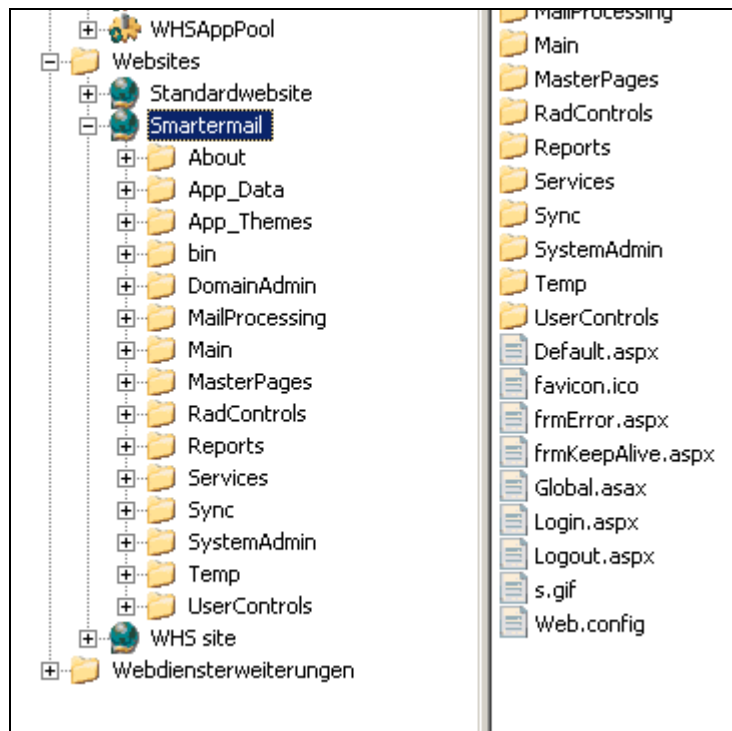 WHSAppPool
Websites
Standardwebsite
Smartermail
About
App_Data
App_Themes
bin
DomainAdmin
MailProcessing
Main
MasterPages
RadControls
Reports
Services
Sync
SystemAdmin
Temp
UserControls
WHS site
Webdiensterweiterungen
MailProcessing
Main
MasterPages
RadControls
Reports
Services
Sync
SystemAdmin
Temp
UserControls
Default.aspx
favicon.ico
frmError.aspx
frmKeepAlive.aspx
Global.asax
Login.aspx
Logout.aspx
s.gif
Web.config